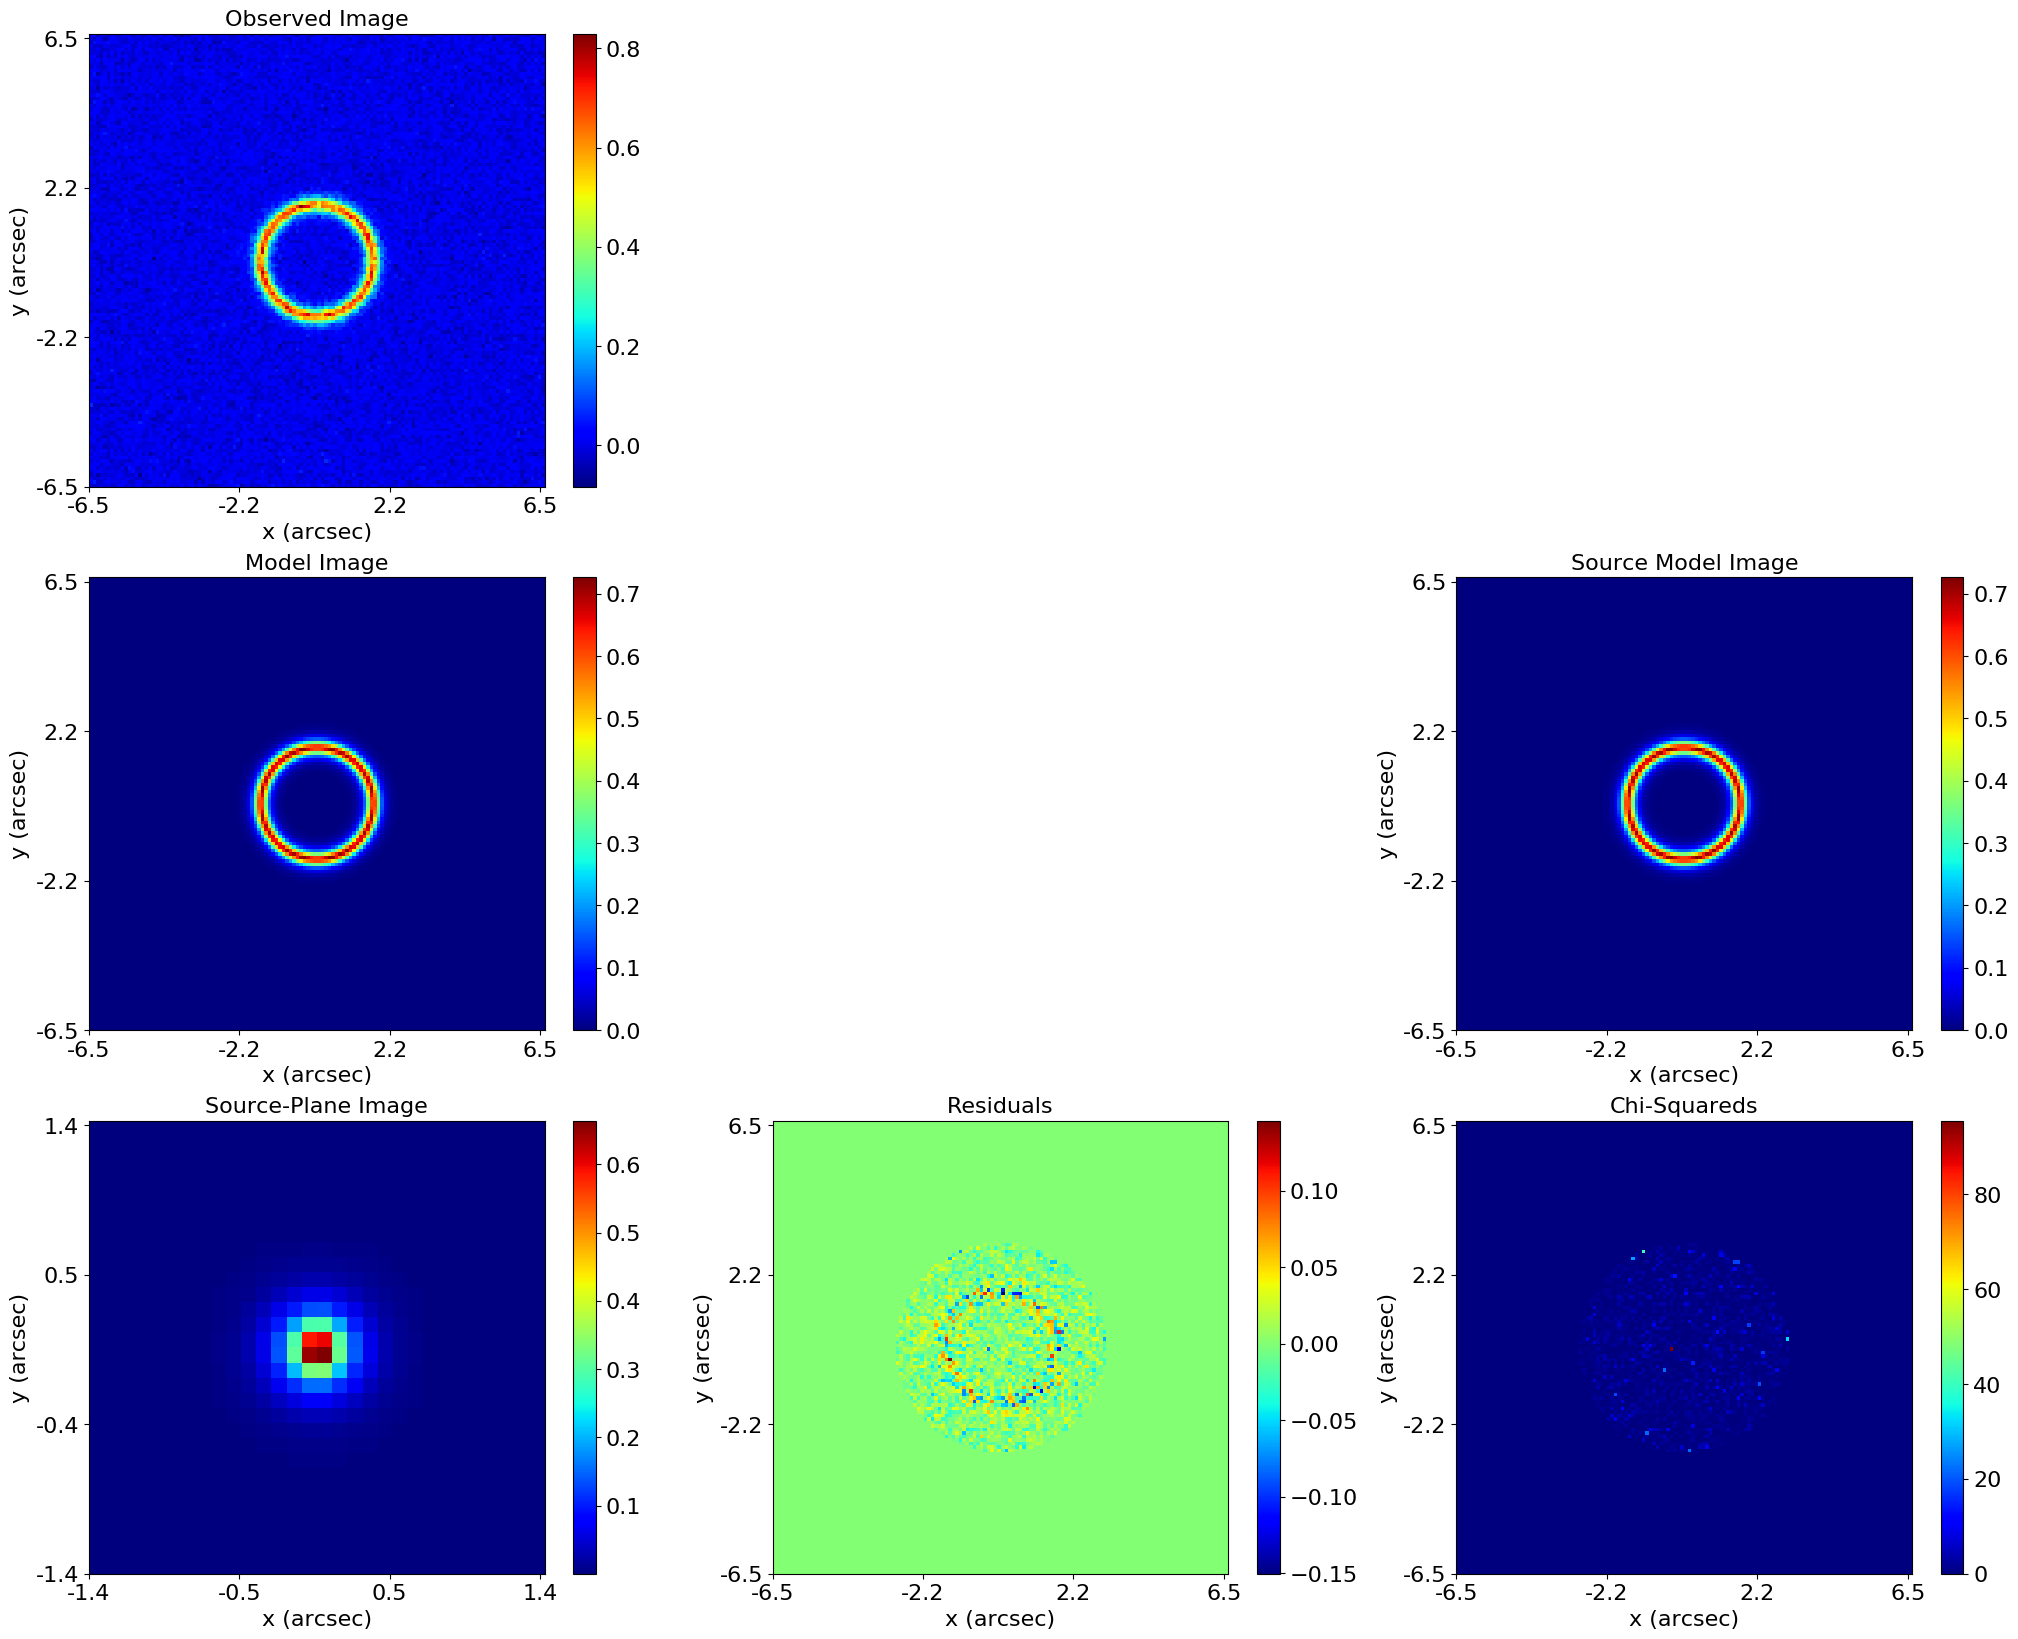 Observed Image
6.5
2.2
-2.2
-6.5
y (arcsec)
-6.5 -2.2 2.2 6.5
x (arcsec)
0.8
0.6
0.4
0.2
0.0
Model Image
6.5
2.2
-2.2
-6.5
y (arcsec)
-6.5 -2.2 2.2 6.5
x (arcsec)
0.7
0.6
0.5
0.4
0.3
0.2
0.1
0.0
Source Model Image
6.5
2.2
-2.2
-6.5
y (arcsec)
-6.5 -2.2 2.2 6.5
x (arcsec)
0.7
0.6
0.5
0.4
0.3
0.2
0.1
0.0
Source-Plane Image
1.4
0.5
-0.4
-1.4
y (arcsec)
-1.4 -0.5 0.5 1.4
x (arcsec)
0.6
0.5
0.4
0.3
0.2
0.1
Residuals
6.5
2.2
-2.2
-6.5
y (arcsec)
-6.5 -2.2 2.2 6.5
x (arcsec)
0.10
0.05
0.00
−0.05
−0.10
−0.15
Chi-Squareds
6.5
2.2
-2.2
-6.5
y (arcsec)
-6.5 -2.2 2.2 6.5
x (arcsec)
80
60
40
20
0